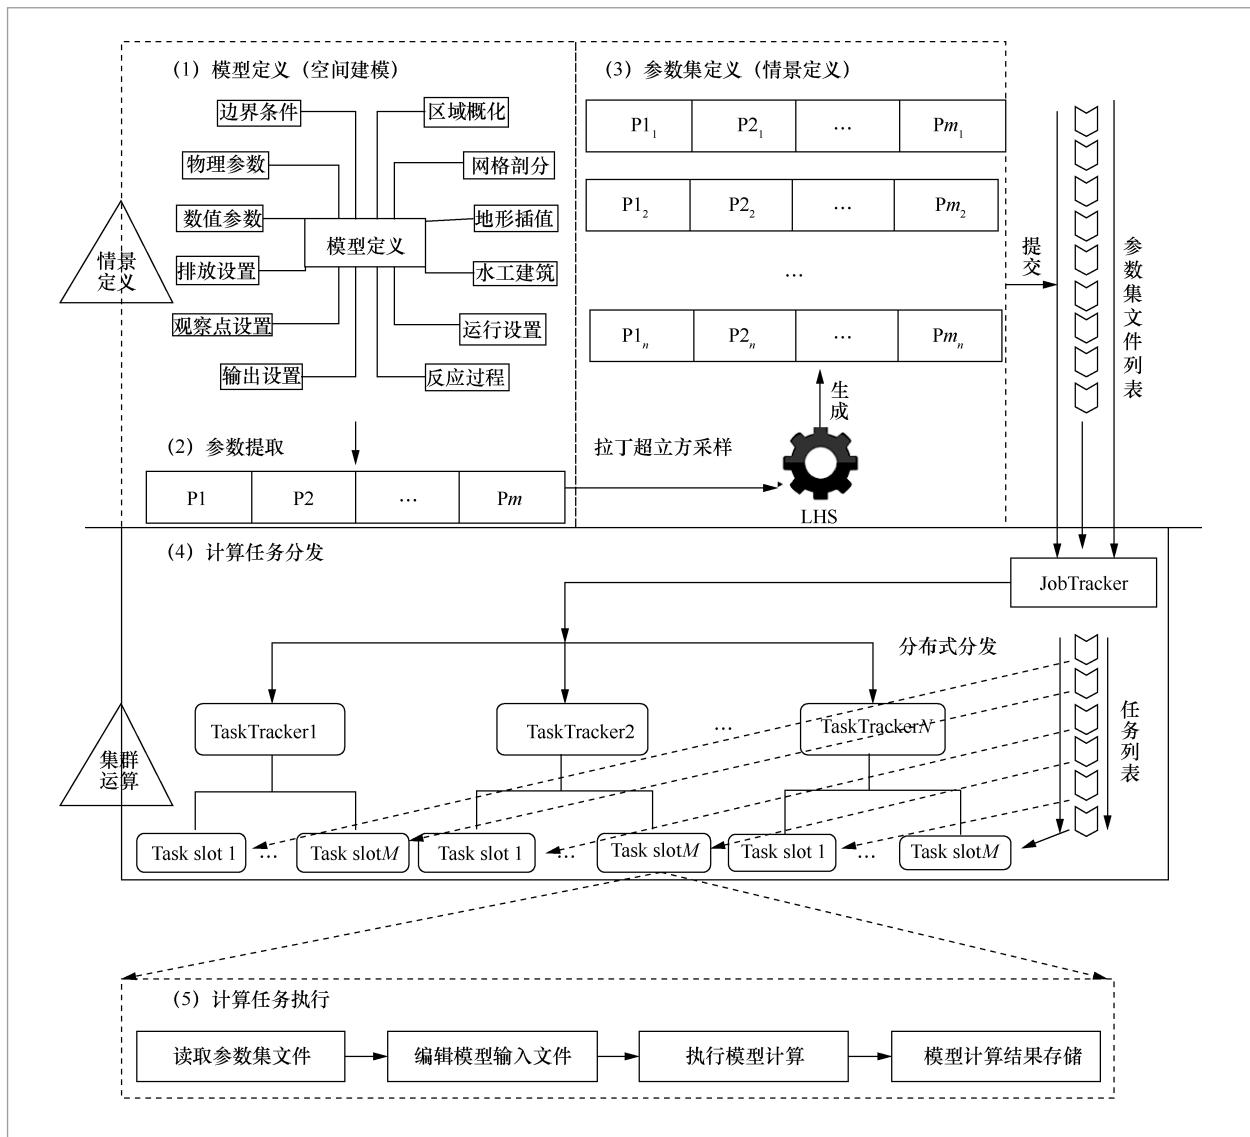 (1) 模型定义（空间建模）
边界条件
区域概化
物理参数
网格剖分
数值参数
地形插值
模型定义
排放设置
水工建筑
观察点设置
运行设置
输出设置
反应过程
情景
定义
(2) 参数提取
P1 P2 … Pm
(3) 参数集定义（情景定义）
P1₁ P2₁ … Pm₁
P1₂ P2₂ … Pm₂
…
P1ₙ P2ₙ … Pmₙ
生成
拉丁超立方采样
LHS
提交
参数集文件列表
(4) 计算任务分发
JobTracker
分布式分发
任务列表
集群
运算
TaskTracker1 TaskTracker2 … TaskTrackerN
Task slot 1 … Task slotM Task slot 1 … Task slotM Task slot 1 … Task slotM
(5) 计算任务执行
读取参数集文件 编辑模型输入文件 执行模型计算 模型计算结果存储